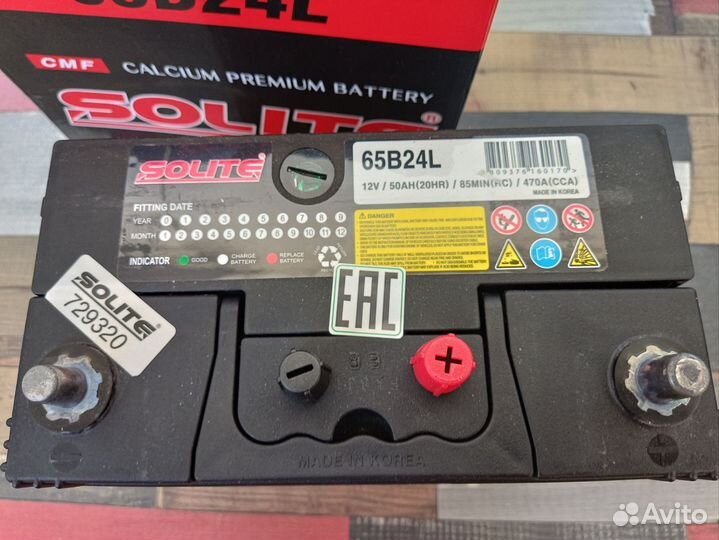 65B24L
CMF CALCIUM PREMIUM BATTERY
SOLITE
SOLITE
65B24L
8809376160170
12V / 50AH(20HR) / 85MIN(RC) / 470A(CCA)
MADE IN KOREA
FITTING DATE
YEAR 0 1 2 3 4 5 6 7 8 9
MONTH 1 2 3 4 5 6 7 8 9 10 11 12
INDICATOR GOOD CHARGE BATTERY REPLACE BATTERY
DANGER
SOLITE
729320
EAC
MADE IN KOREA
Avito